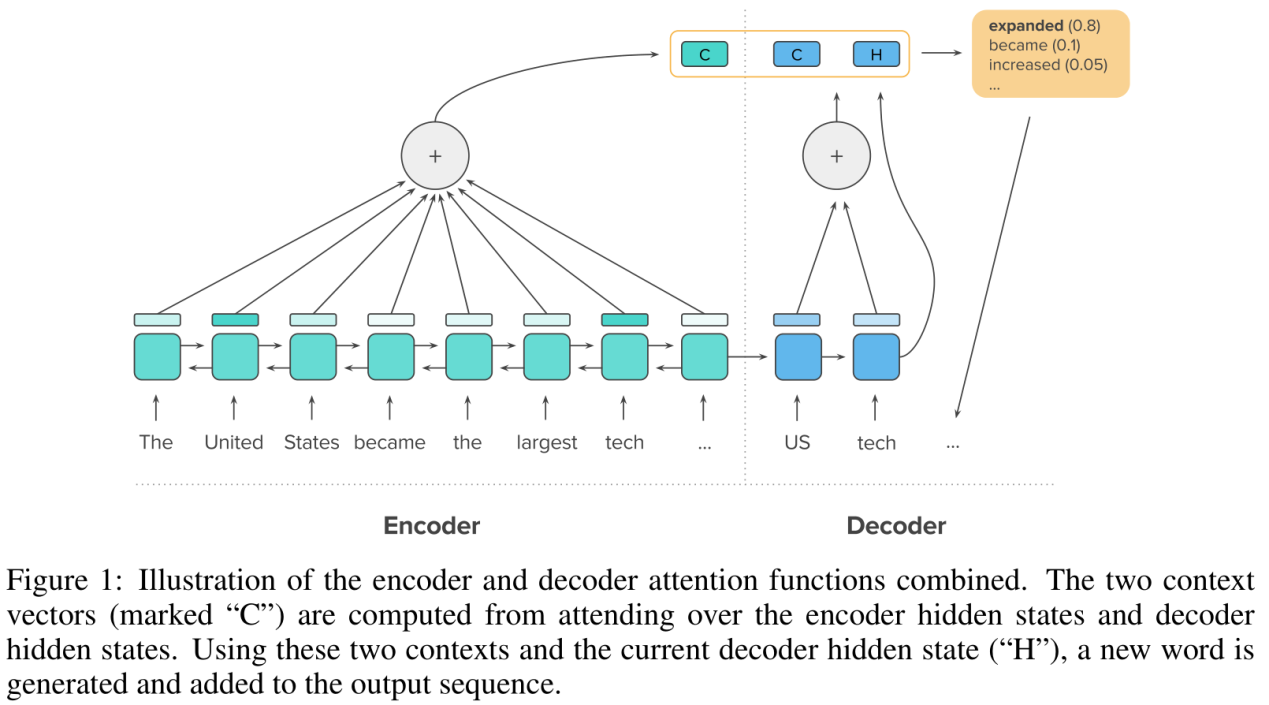 C C H
expanded (0.8)
became (0.1)
increased (0.05)
...
+ +
The United States became the largest tech ... US tech ...
Encoder Decoder
Figure 1: Illustration of the encoder and decoder attention functions combined. The two context
vectors (marked “C”) are computed from attending over the encoder hidden states and decoder
hidden states. Using these two contexts and the current decoder hidden state (“H”), a new word is
generated and added to the output sequence.